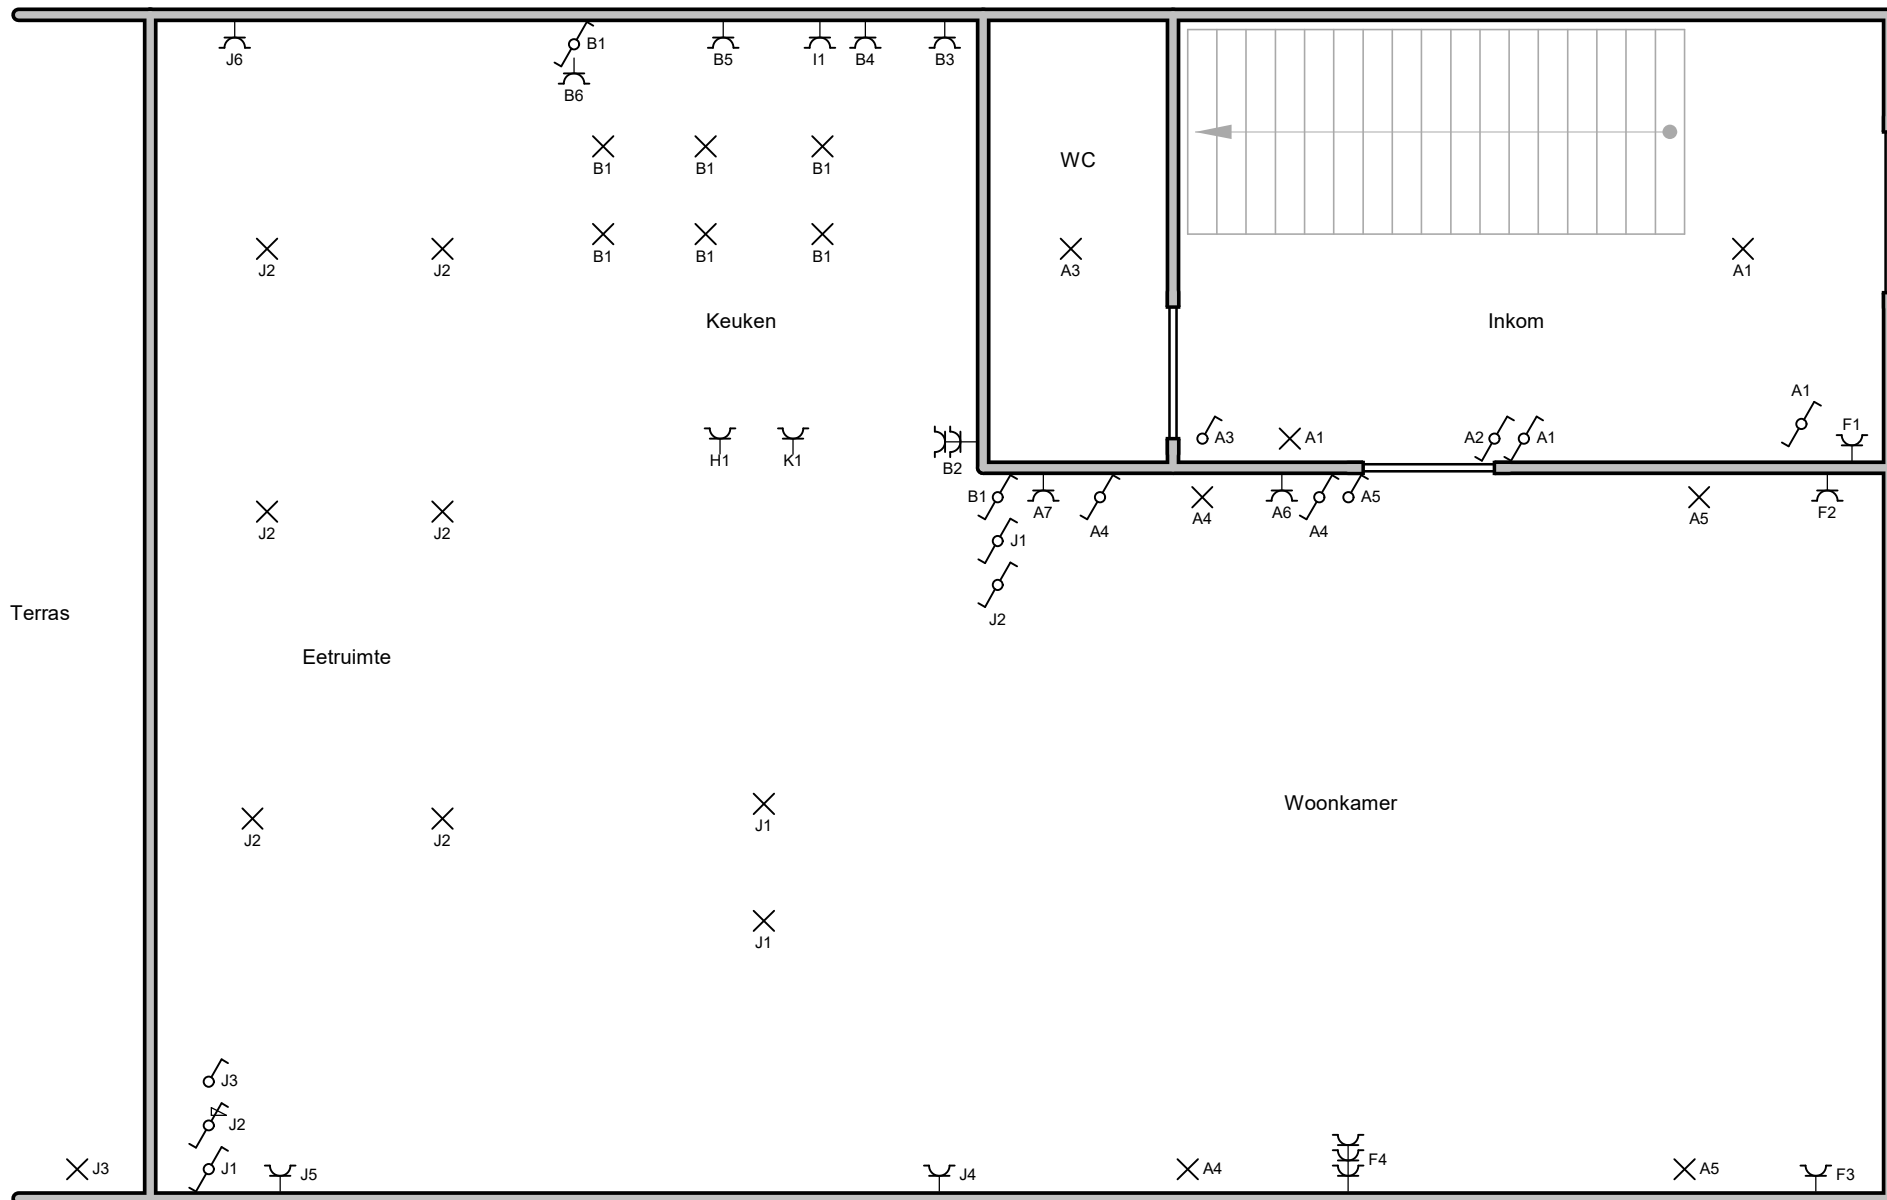 J6
B1
B5
I1
B4
B3
B6
B1
B1
B1
WC
B1
B1
B1
J2
J2
A3
A1
Keuken
Inkom
A1
H1
K1
B2
A3
A1
A2
A1
F1
B1
A7
A4
A4
A6
A4
A5
A5
F2
J2
J2
J1
J2
Terras
Eetruimte
Woonkamer
J2
J2
J1
J1
J3
J2
J3
J1
J5
J4
A4
F4
A5
F3